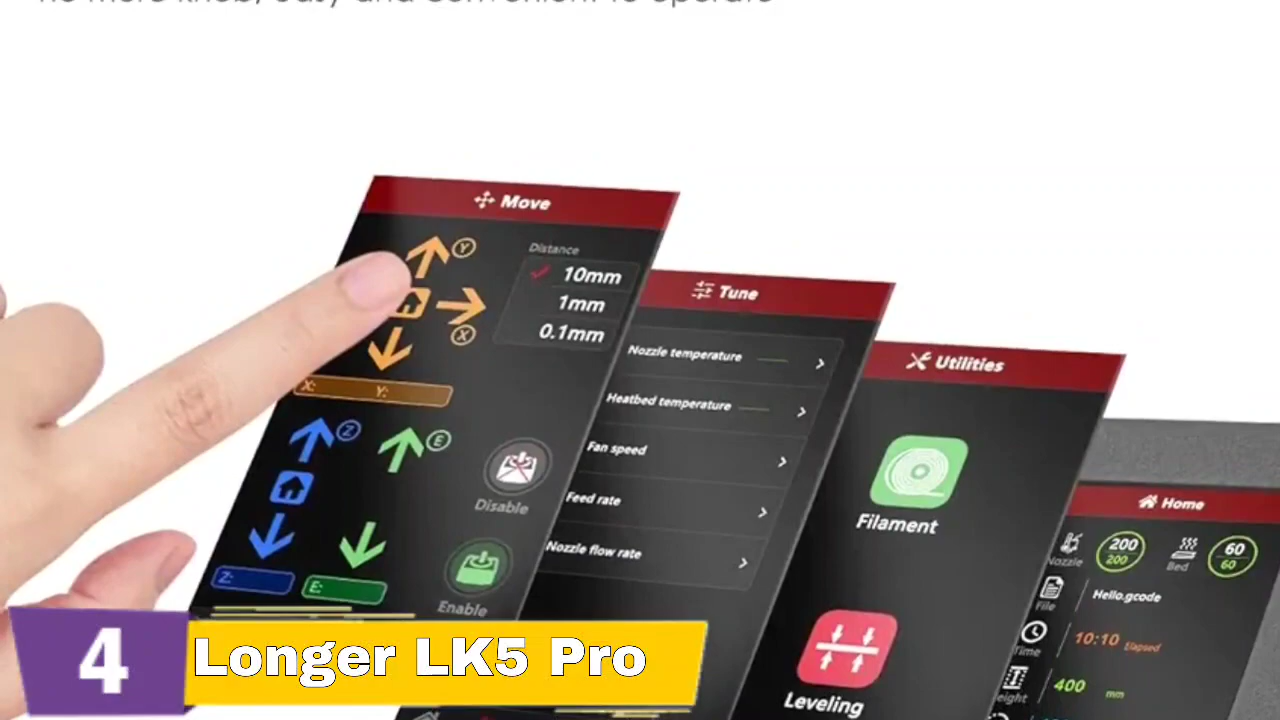 Move
Y
Distance
10mm
1mm
0.1mm
X
X: Y:
Z
E
Disable
Z:
E:
Enable
Tune
Nozzle temperature
Heatbed temperature
Fan speed
Feed rate
Nozzle flow rate
Utilities
Filament
Leveling
Home
200
200
Nozzle
60
60
Bed
File
Hello.gcode
Time
10:10 Elapsed
400 mm
4
Longer LK5 Pro